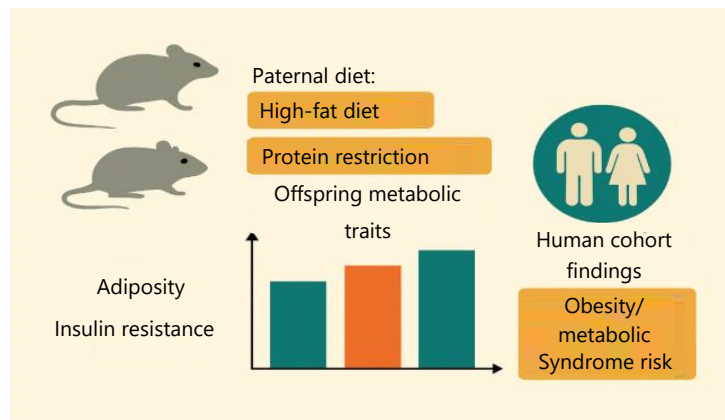 Paternal diet:
High-fat diet
Protein restriction
Offspring metabolic
traits
Adiposity
Insulin resistance
Human cohort
findings
Obesity/
metabolic
Syndrome risk